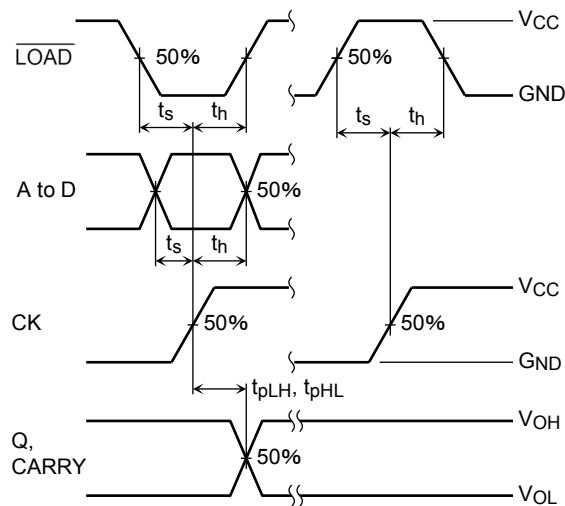 LOAD
50%
50%
VCC
GND
ts
th
ts
th
A to D
50%
ts
th
CK
50%
50%
VCC
GND
tpLH, tpHL
Q,
CARRY
50%
VOH
VOL